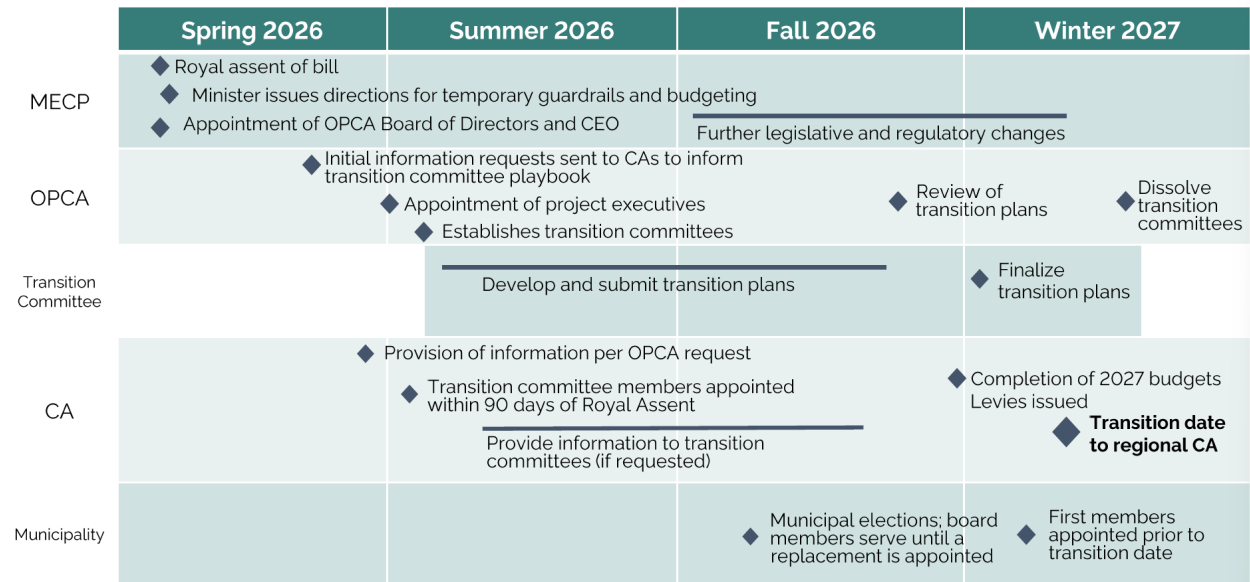 Spring 2026
Summer 2026
Fall 2026
Winter 2027
MECP
Royal assent of bill
Minister issues directions for temporary guardrails and budgeting
Appointment of OPCA Board of Directors and CEO
Further legislative and regulatory changes
OPCA
Initial information requests sent to CAs to inform
transition committee playbook
Appointment of project executives
Establishes transition committees
Review of
transition plans
Dissolve
transition
committees
Transition
Committee
Develop and submit transition plans
Finalize
transition plans
CA
Provision of information per OPCA request
Transition committee members appointed
within 90 days of Royal Assent
Provide information to transition
committees (if requested)
Completion of 2027 budgets
Levies issued
Transition date
to regional CA
Municipality
Municipal elections; board
members serve until a
replacement is appointed
First members
appointed prior to
transition date